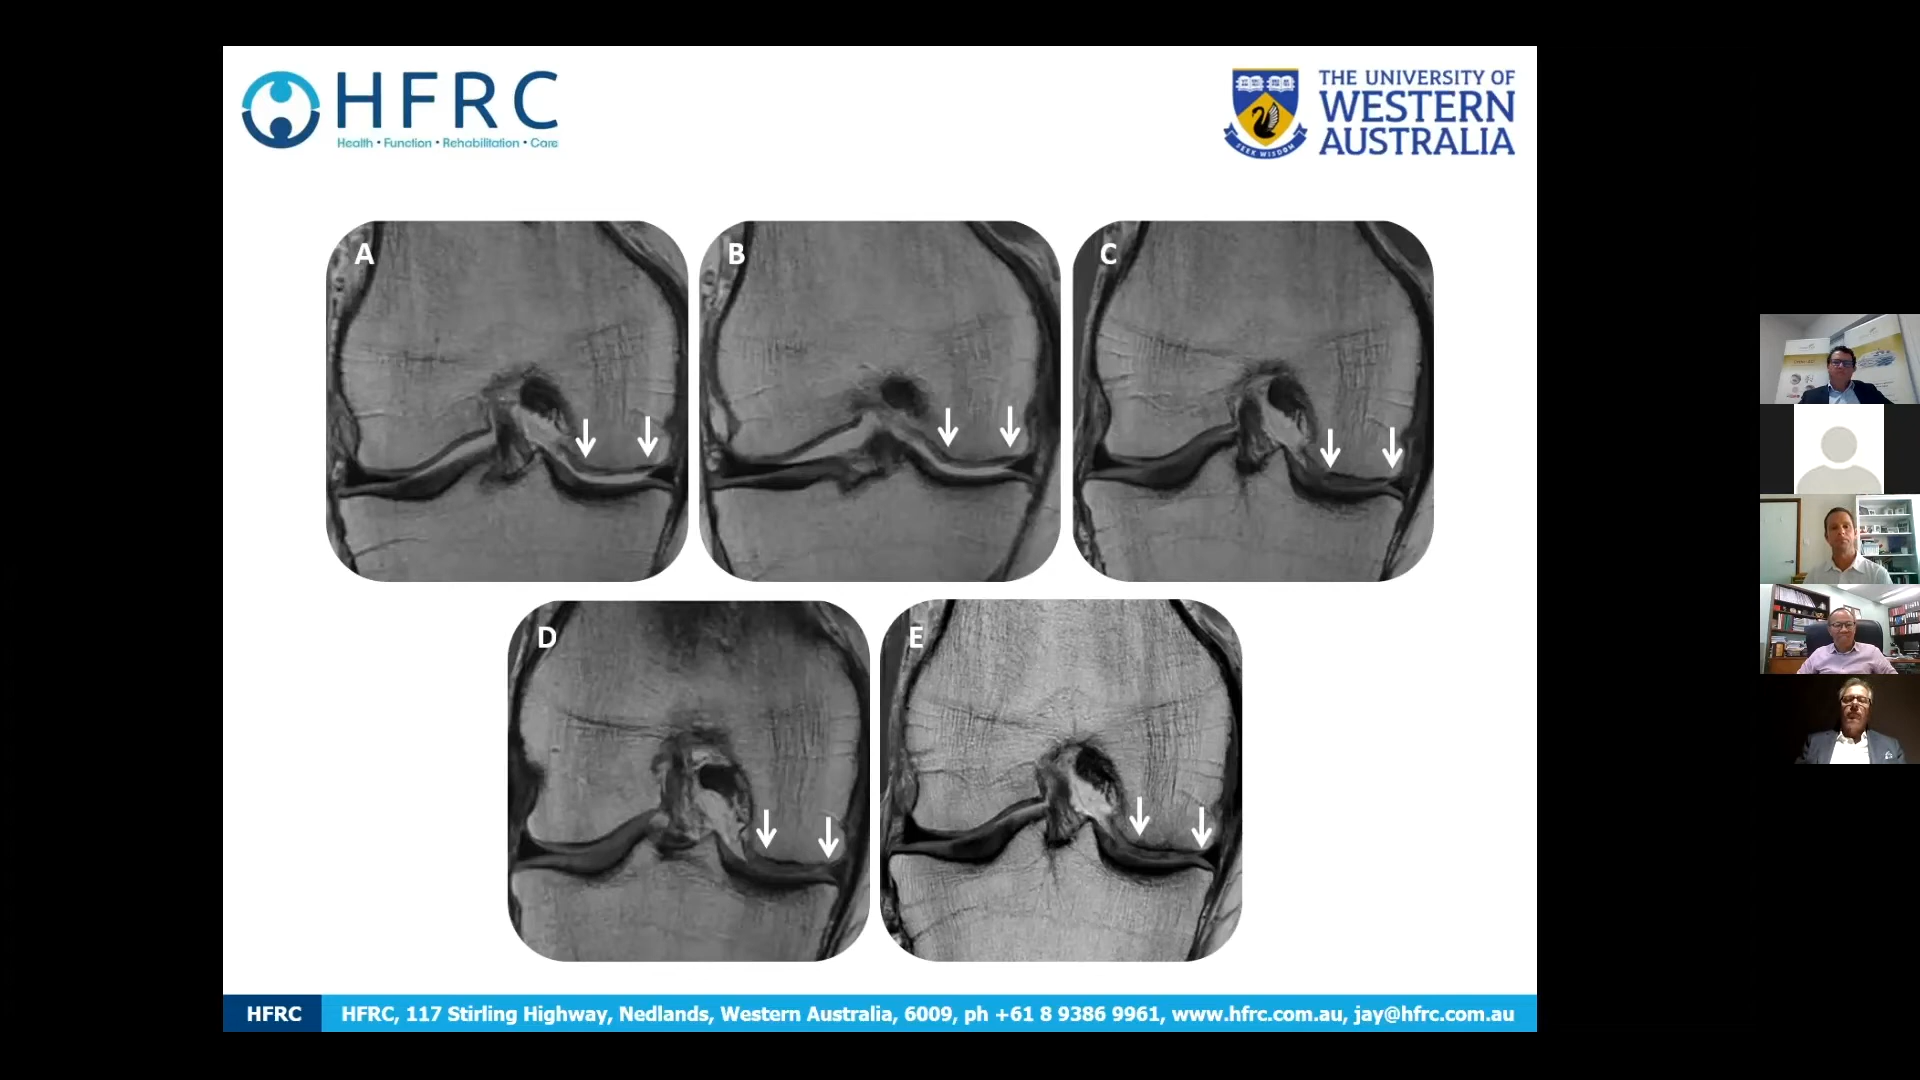 HFRC
Health • Function • Rehabilitation • Care
THE UNIVERSITY OF
WESTERN
AUSTRALIA
SEEK WISDOM
A
B
C
D
E
HFRC
HFRC, 117 Stirling Highway, Nedlands, Western Australia, 6009, ph +61 8 9386 9961, www.hfrc.com.au, jay@hfrc.com.au